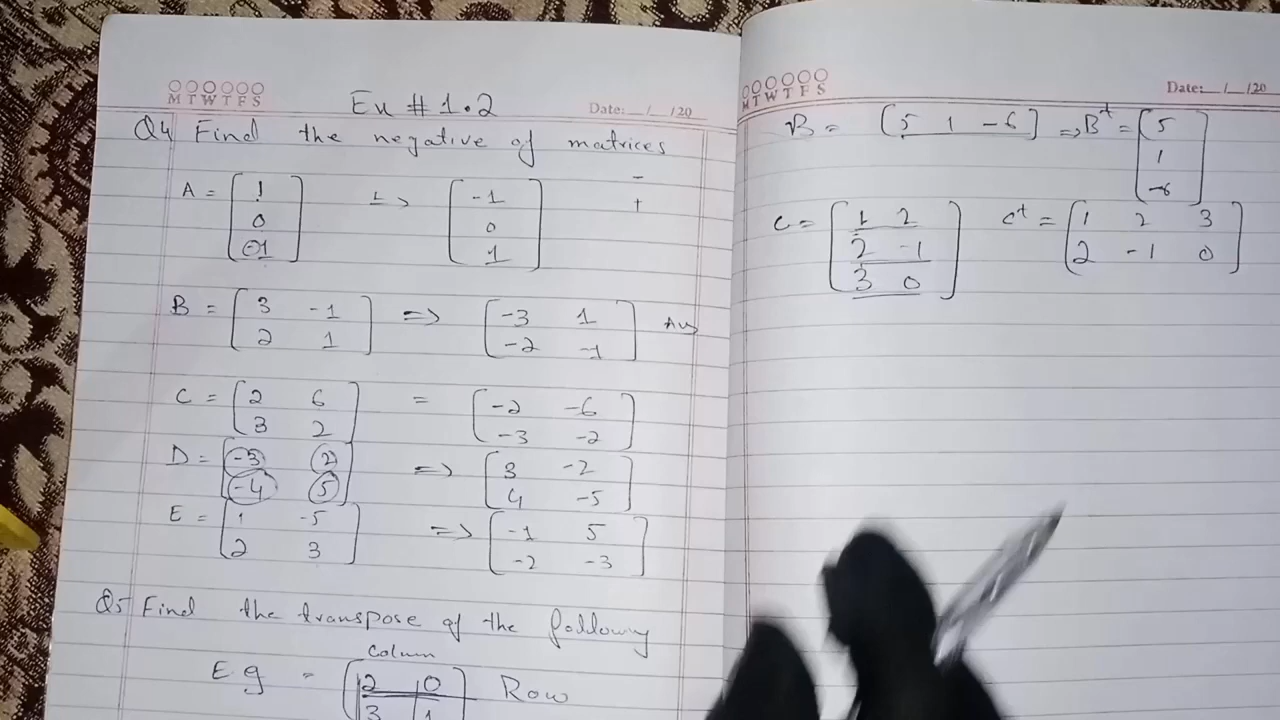 M T W T F S
Ex # 1.2
Date:__/__/20
Q4 Find the negative of matrices
A = [1 => [-1 -
0 0 +
-1] 1]
B = [3 -1 => [-3 1 Ans
2 1] -2 -1]
C = [2 6 = [-2 -6
3 2] -3 -2]
D = [-3 2 => [3 -2
-4 5] 4 -5]
E = [1 -5 => [-1 5
2 3] -2 -3]
Q5 Find the transpose of the following
Column
Eg = [2 0 Row
3 1
M T W T F S
Date:__/__/20
B = [5 1 -6] => B^t = [5
1
-6]
C = [1 2 C^t = [1 2 3
2 -1 2 -1 0]
3 0]